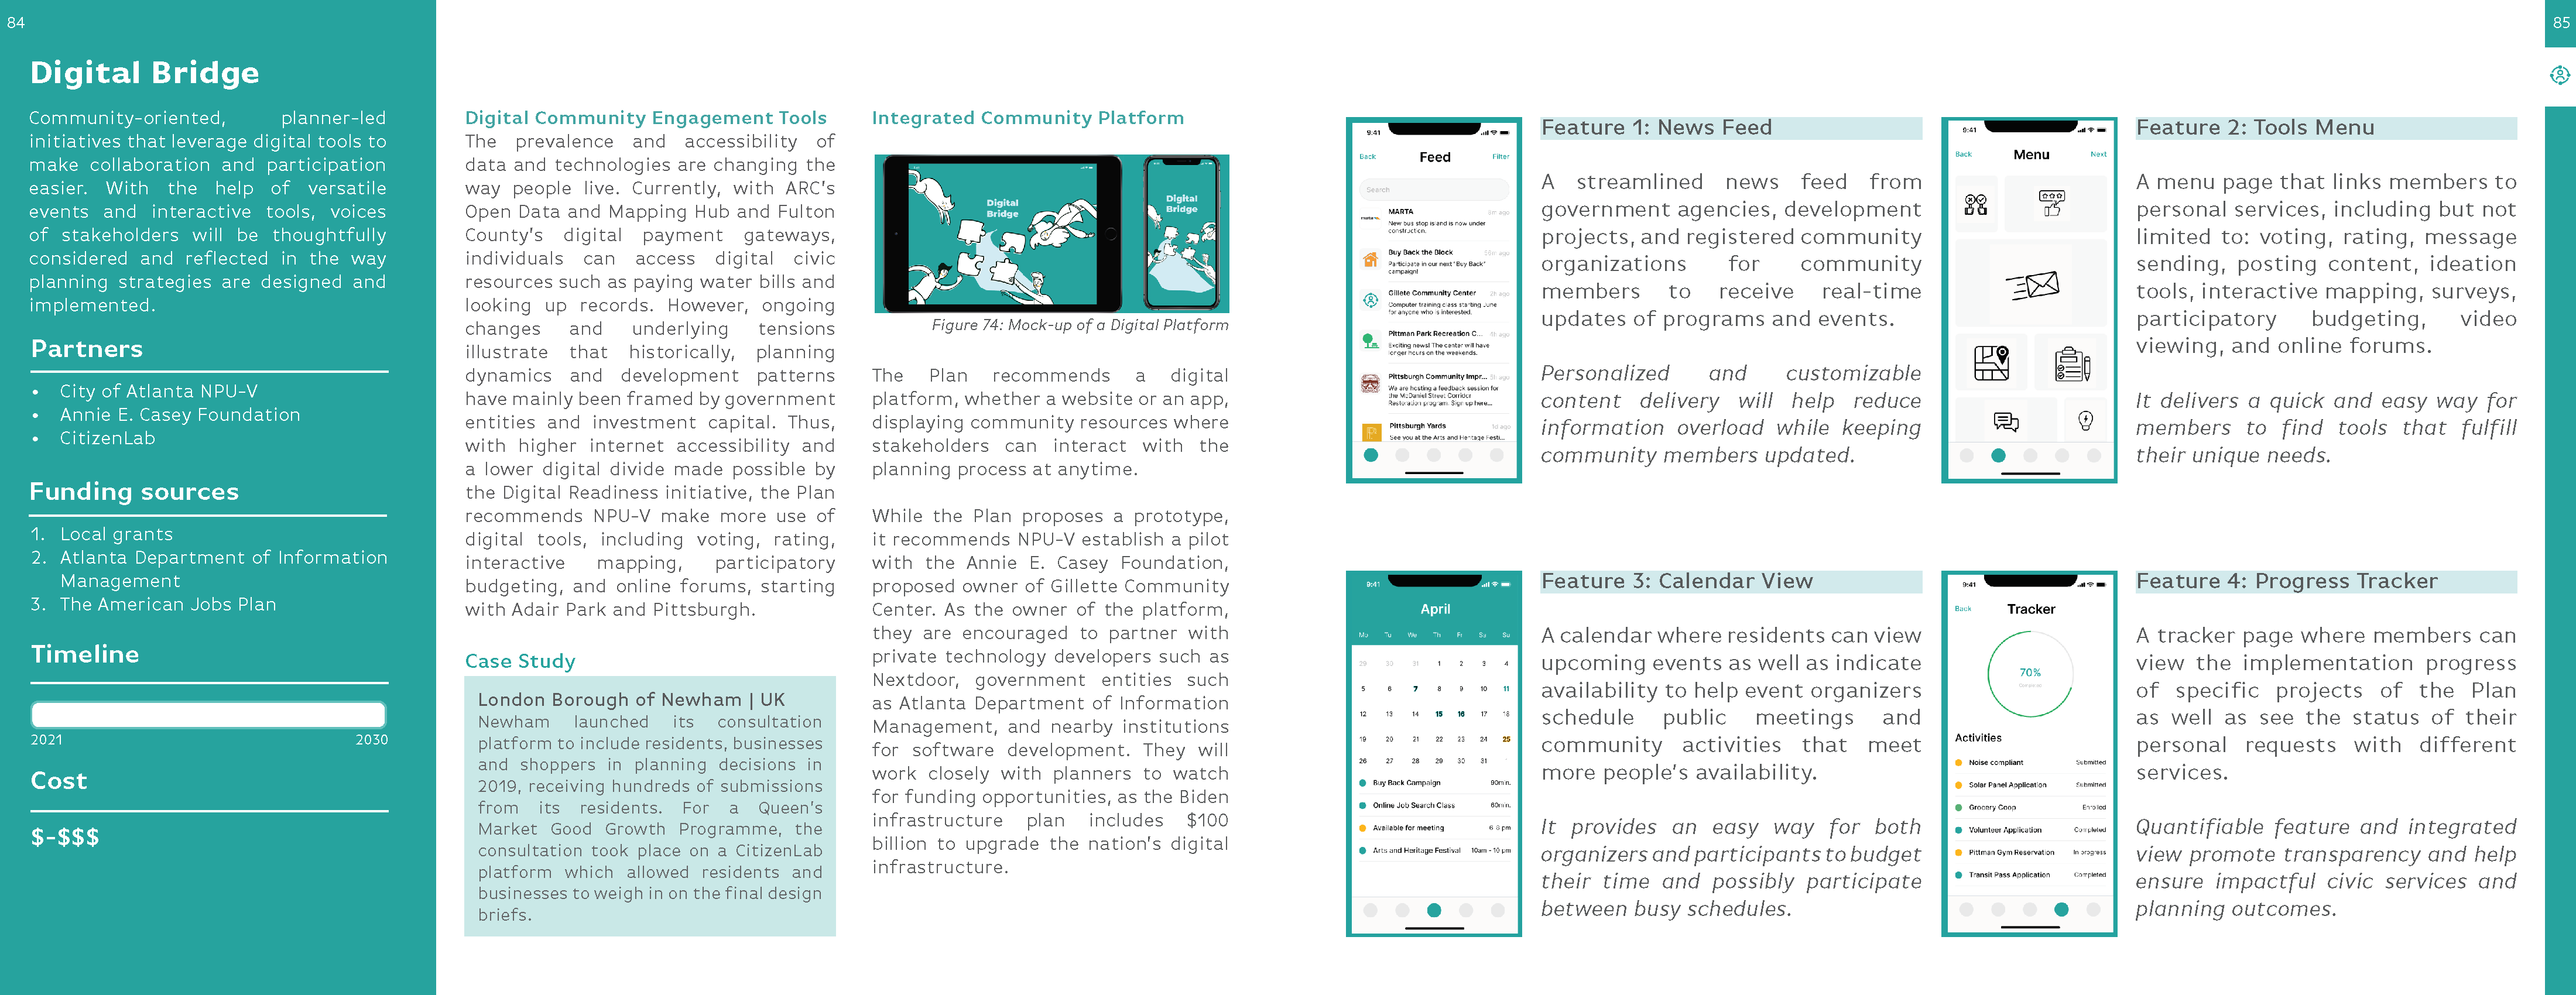 84
Digital Bridge
Community-oriented, planner-led
initiatives that leverage digital tools to
make collaboration and participation
easier. With the help of versatile
events and interactive tools, voices
of stakeholders will be thoughtfully
considered and reflected in the way
planning strategies are designed and
implemented.
Partners
• City of Atlanta NPU-V
• Annie E. Casey Foundation
• CitizenLab
Funding sources
1. Local grants
2. Atlanta Department of Information
Management
3. The American Jobs Plan
Timeline
2021 2030
Cost
$-$$$
Digital Community Engagement Tools
The prevalence and accessibility of
data and technologies are changing the
way people live. Currently, with ARC's
Open Data and Mapping Hub and Fulton
County's digital payment gateways,
individuals can access digital civic
resources such as paying water bills and
looking up records. However, ongoing
changes and underlying tensions
illustrate that historically, planning
dynamics and development patterns
have mainly been framed by government
entities and investment capital. Thus,
with higher internet accessibility and
a lower digital divide made possible by
the Digital Readiness initiative, the Plan
recommends NPU-V make more use of
digital tools, including voting, rating,
interactive mapping, participatory
budgeting, and online forums, starting
with Adair Park and Pittsburgh.
Case Study
London Borough of Newham | UK
Newham launched its consultation
platform to include residents, businesses
and shoppers in planning decisions in
2019, receiving hundreds of submissions
from its residents. For a Queen's
Market Good Growth Programme, the
consultation took place on a CitizenLab
platform which allowed residents and
businesses to weigh in on the final design
briefs.
Integrated Community Platform
Digital
Bridge
Digital
Bridge
Figure 74: Mock-up of a Digital Platform
The Plan recommends a digital
platform, whether a website or an app,
displaying community resources where
stakeholders can interact with the
planning process at anytime.
While the Plan proposes a prototype,
it recommends NPU-V establish a pilot
with the Annie E. Casey Foundation,
proposed owner of Gillette Community
Center. As the owner of the platform,
they are encouraged to partner with
private technology developers such as
Nextdoor, government entities such
as Atlanta Department of Information
Management, and nearby institutions
for software development. They will
work closely with planners to watch
for funding opportunities, as the Biden
infrastructure plan includes $100
billion to upgrade the nation's digital
infrastructure.
9:41
Back Feed Filter
Search
MARTA 3m ago
New bus stop island is now under
construction.
Buy Back the Block ago
Participate in our next "Buy Back"
campaign!
Gillete Community Center 2h ago
Computer training class starting June
for anyone who is interested.
Pittman Park Recreation C... ago
Exciting news! The center will have
longer hours on the weekends.
Pittsburgh Community Impr... ago
We are hosting a feedback session for
the McDaniel Street Corridor
Restoration program. Sign up here...
Pittsburgh Yards 1d ago
See you at the Arts and Heritage Festi...
Feature 1: News Feed
A streamlined news feed from
government agencies, development
projects, and registered community
organizations for community
members to receive real-time
updates of programs and events.
Personalized and customizable
content delivery will help reduce
information overload while keeping
community members updated.
9:41
Back Menu Next
Feature 2: Tools Menu
A menu page that links members to
personal services, including but not
limited to: voting, rating, message
sending, posting content, ideation
tools, interactive mapping, surveys,
participatory budgeting, video
viewing, and online forums.
It delivers a quick and easy way for
members to find tools that fulfill
their unique needs.
9:41
April
Mo Tu We Th Fr Sa Su
29 30 31 1 2 3 4
5 6 7 8 9 10 11
12 13 14 15 16 17 18
19 20 21 22 23 24 25
26 27 28 29 30 31
Buy Back Campaign 90min.
Online Job Search Class 60min.
Available for meeting 6-8 pm
Arts and Heritage Festival 10am - 10 pm
Feature 3: Calendar View
A calendar where residents can view
upcoming events as well as indicate
availability to help event organizers
schedule public meetings and
community activities that meet
more people's availability.
It provides an easy way for both
organizers and participants to budget
their time and possibly participate
between busy schedules.
9:41
Back Tracker
70%
Activities
Noise compliant Submitted
Solar Panel Application Submitted
Grocery Coop Enrolled
Volunteer Application Completed
Pittman Gym Reservation In progress
Transit Pass Application Completed
Feature 4: Progress Tracker
A tracker page where members can
view the implementation progress
of specific projects of the Plan
as well as see the status of their
personal requests with different
services.
Quantifiable feature and integrated
view promote transparency and help
ensure impactful civic services and
planning outcomes.
85